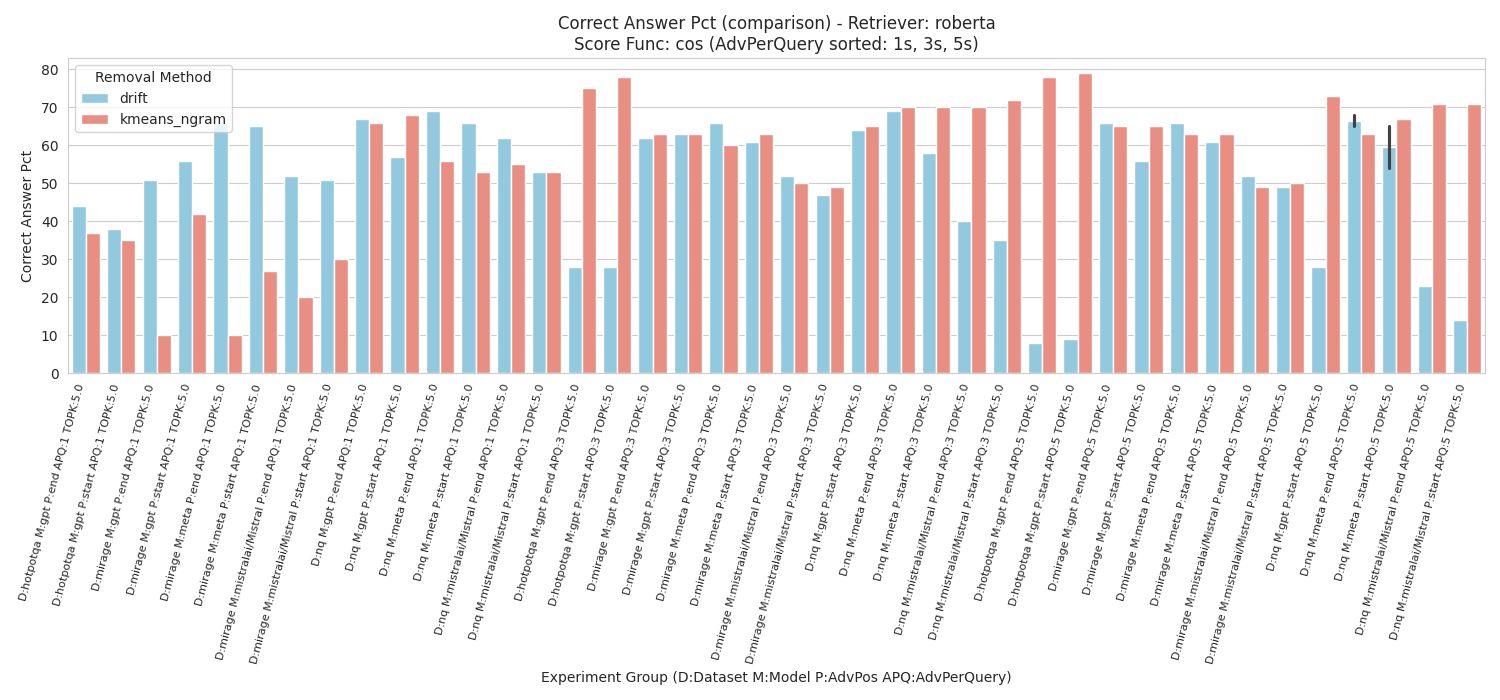 Correct Answer Pct (comparison) - Retriever: roberta
Score Func: cos (AdvPerQuery sorted: 1s, 3s, 5s)
Removal Method
drift
kmeans_ngram
Correct Answer Pct
80
70
60
50
40
30
20
10
0
D:hotpotqa M:gpt P:end APQ:1 TOPK:5.0
D:hotpotqa M:gpt P:start APQ:1 TOPK:5.0
D:mirage M:gpt P:end APQ:1 TOPK:5.0
D:mirage M:gpt P:start APQ:1 TOPK:5.0
D:mirage M:meta P:end APQ:1 TOPK:5.0
D:mirage M:meta P:start APQ:1 TOPK:5.0
D:mirage M:mistralai/Mistral P:end APQ:1 TOPK:5.0
D:mirage M:mistralai/Mistral P:start APQ:1 TOPK:5.0
D:nq M:gpt P:end APQ:1 TOPK:5.0
D:nq M:gpt P:start APQ:1 TOPK:5.0
D:nq M:meta P:end APQ:1 TOPK:5.0
D:nq M:meta P:start APQ:1 TOPK:5.0
D:nq M:mistralai/Mistral P:end APQ:1 TOPK:5.0
D:nq M:mistralai/Mistral P:start APQ:1 TOPK:5.0
D:hotpotqa M:gpt P:end APQ:3 TOPK:5.0
D:hotpotqa M:gpt P:start APQ:3 TOPK:5.0
D:mirage M:gpt P:end APQ:3 TOPK:5.0
D:mirage M:gpt P:start APQ:3 TOPK:5.0
D:mirage M:meta P:end APQ:3 TOPK:5.0
D:mirage M:meta P:start APQ:3 TOPK:5.0
D:mirage M:mistralai/Mistral P:end APQ:3 TOPK:5.0
D:mirage M:mistralai/Mistral P:start APQ:3 TOPK:5.0
D:nq M:gpt P:start APQ:3 TOPK:5.0
D:nq M:meta P:end APQ:3 TOPK:5.0
D:nq M:meta P:start APQ:3 TOPK:5.0
D:nq M:mistralai/Mistral P:end APQ:3 TOPK:5.0
D:nq M:mistralai/Mistral P:start APQ:3 TOPK:5.0
D:hotpotqa M:gpt P:end APQ:5 TOPK:5.0
D:hotpotqa M:gpt P:start APQ:5 TOPK:5.0
D:mirage M:gpt P:end APQ:5 TOPK:5.0
D:mirage M:gpt P:start APQ:5 TOPK:5.0
D:mirage M:meta P:end APQ:5 TOPK:5.0
D:mirage M:meta P:start APQ:5 TOPK:5.0
D:mirage M:mistralai/Mistral P:end APQ:5 TOPK:5.0
D:mirage M:mistralai/Mistral P:start APQ:5 TOPK:5.0
D:nq M:gpt P:start APQ:5 TOPK:5.0
D:nq M:meta P:end APQ:5 TOPK:5.0
D:nq M:meta P:start APQ:5 TOPK:5.0
D:nq M:mistralai/Mistral P:end APQ:5 TOPK:5.0
D:nq M:mistralai/Mistral P:start APQ:5 TOPK:5.0
Experiment Group (D:Dataset M:Model P:AdvPos APQ:AdvPerQuery)